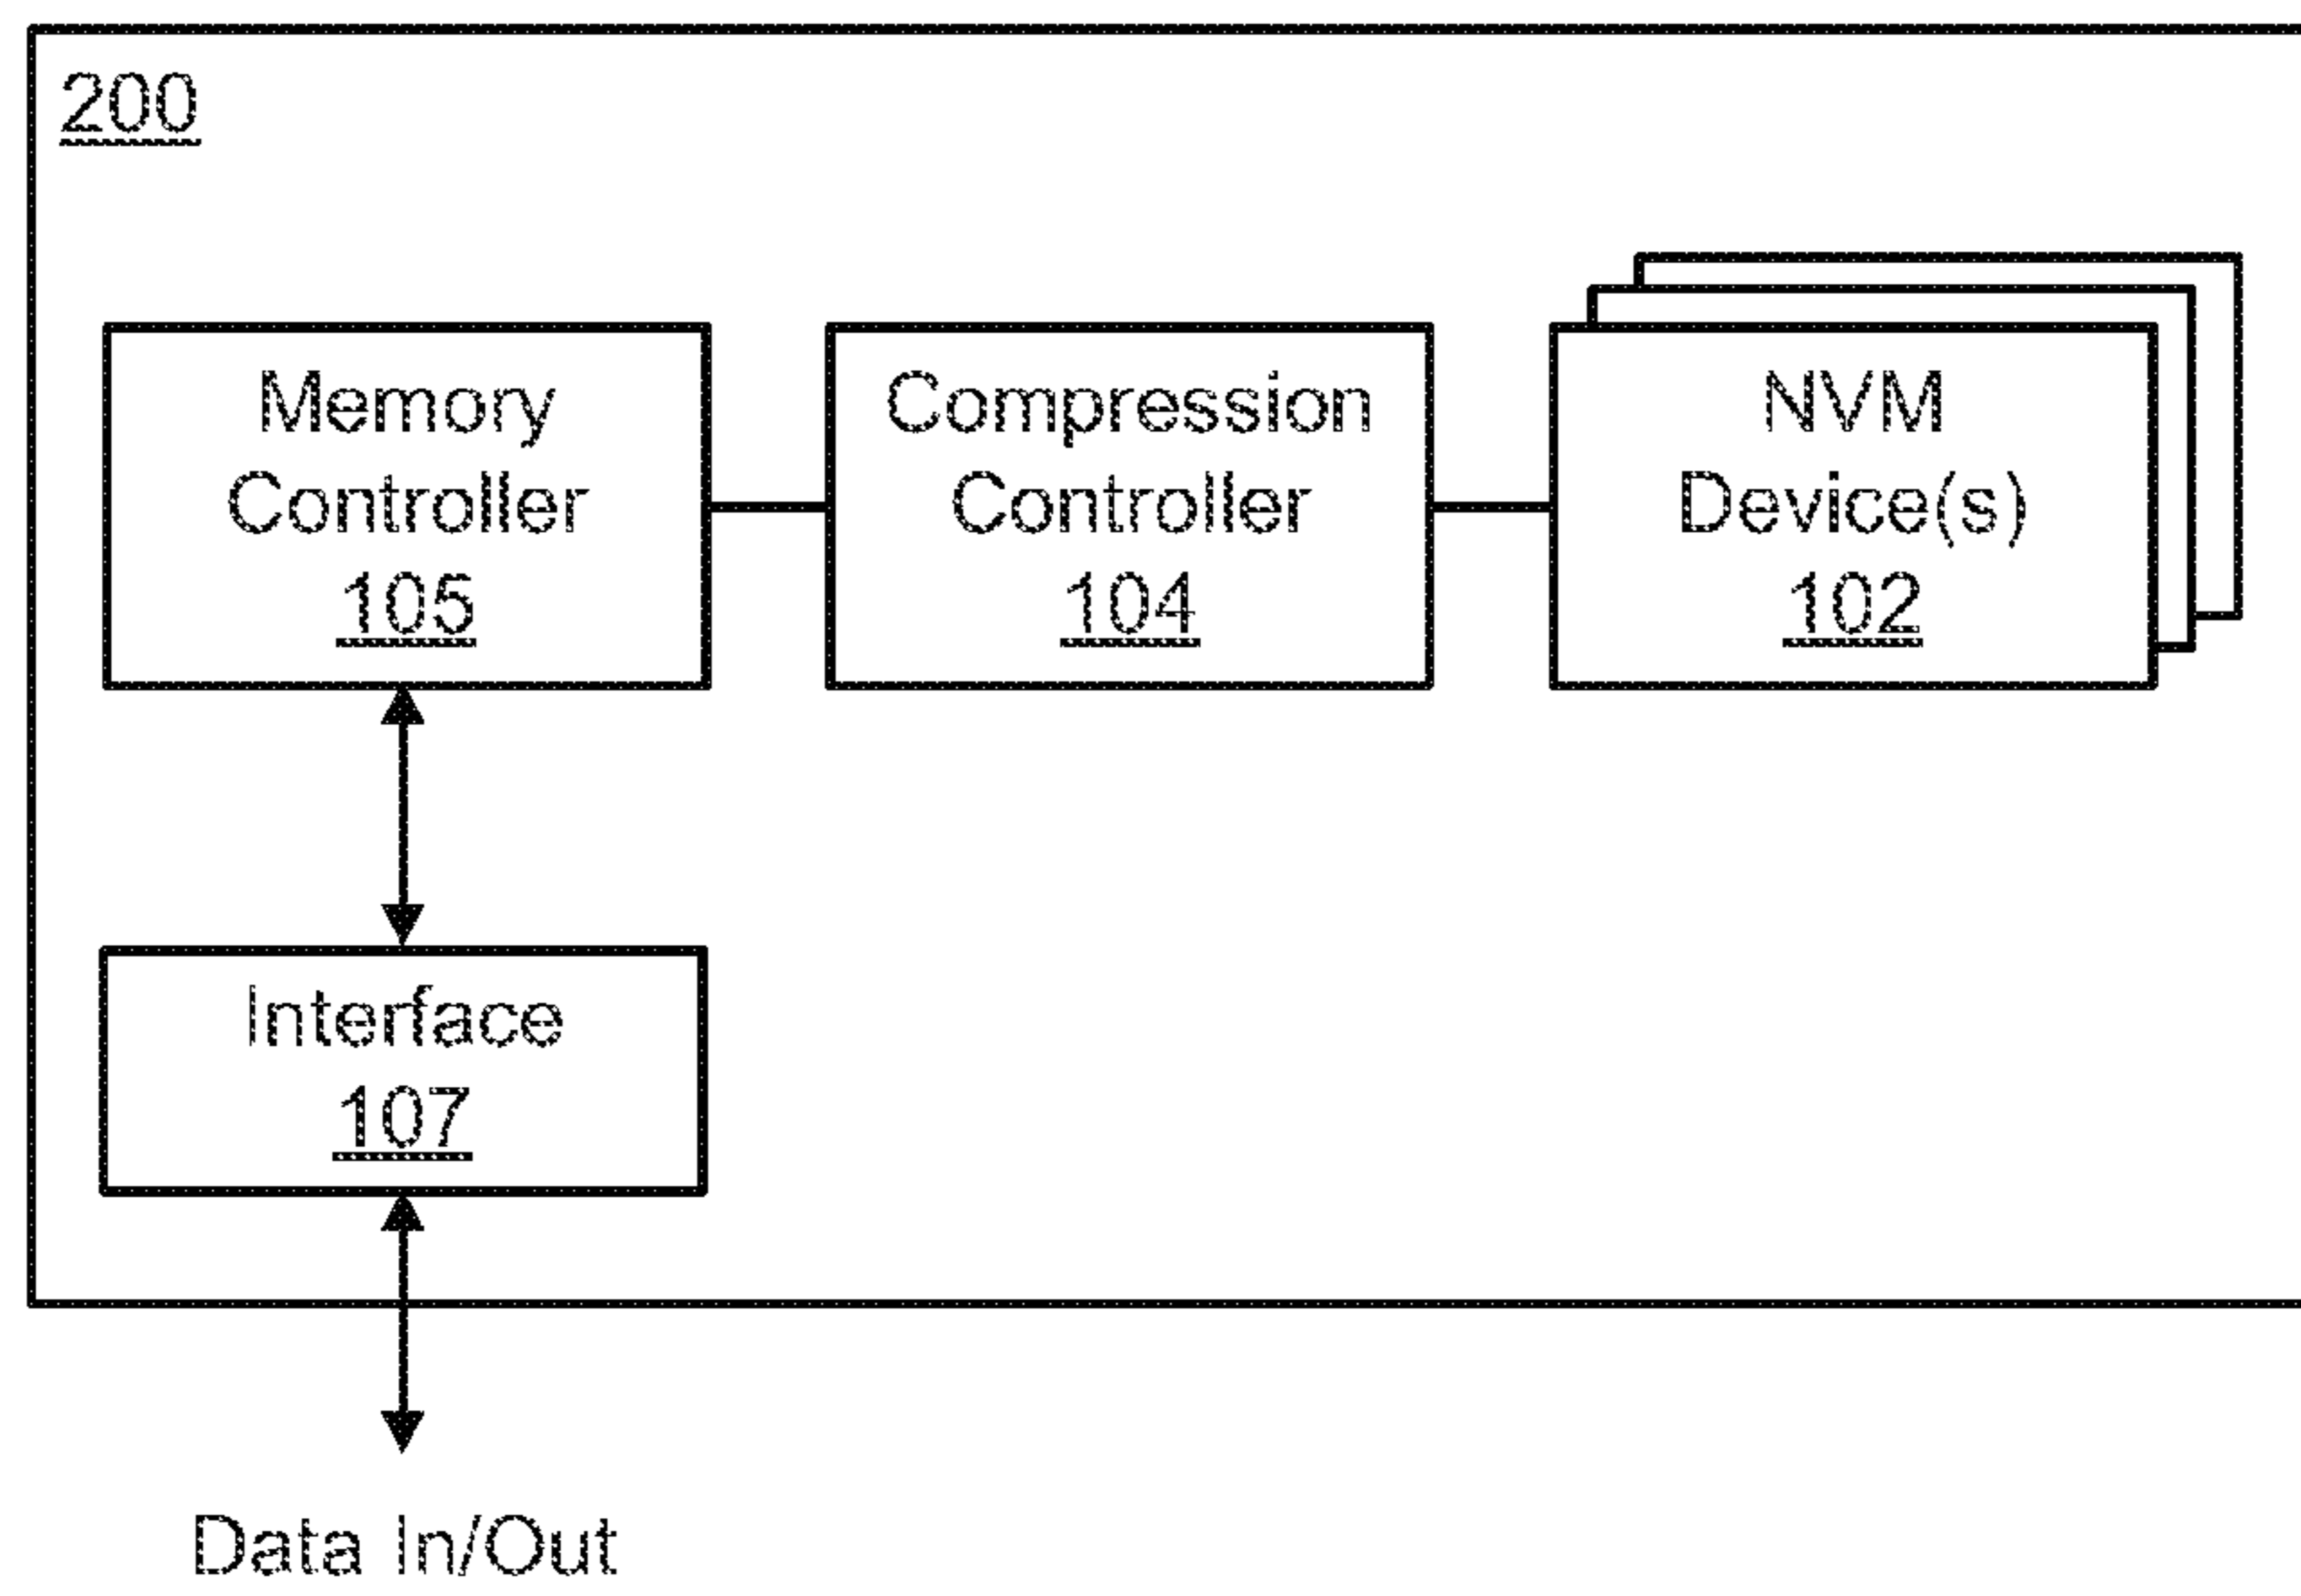 200
Memory
Controller
105
Compression
Controller
104
NVM
Device(s)
102
Interface
107
Data In/Out